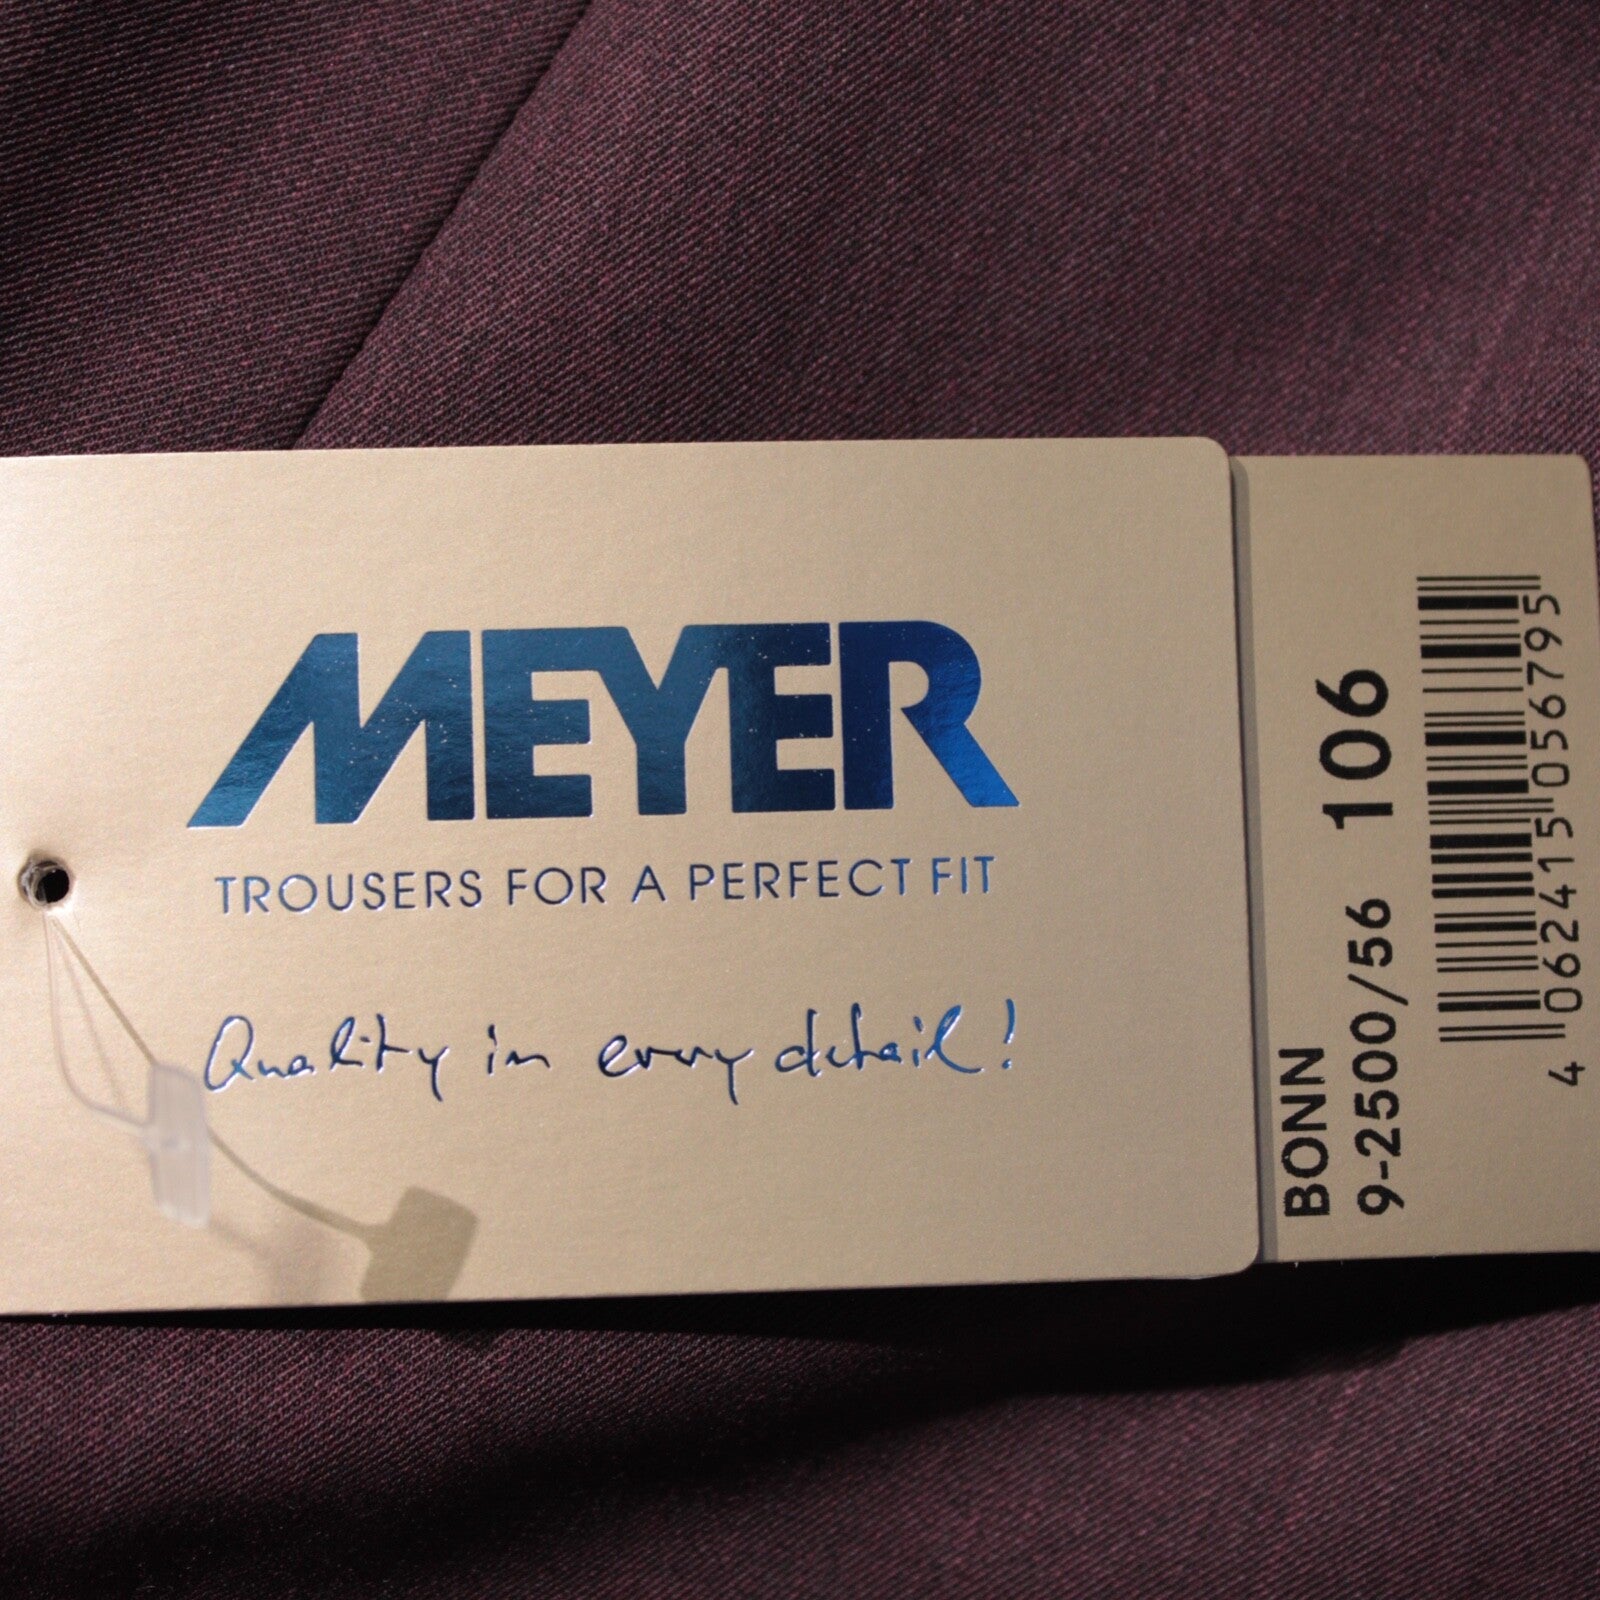 MEYER
TROUSERS FOR A PERFECT FIT
Quality in every detail!
BONN
9-2500/56 106
4 062415 056795